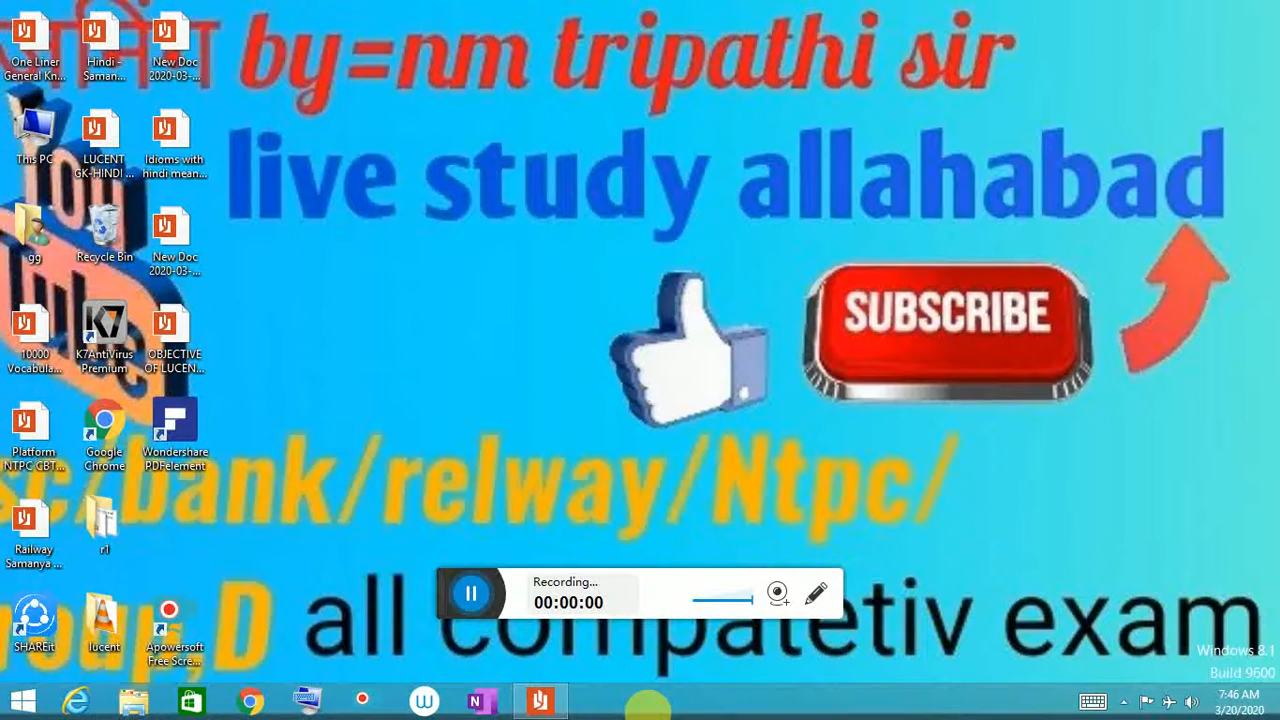 by=nm tripathi sir
live study allahabad
SUBSCRIBE
sc/bank/relway/Ntpc/
roup,D all compatetiv exam
One Liner General Kn...
Hindi - Saman...
New Doc 2020-03-...
This PC
LUCENT GK-HINDI ...
Idioms with hindi mean...
gg
Recycle Bin
New Doc 2020-03-...
10000 Vocabula...
K7AntiVirus Premium
OBJECTIVE OF LUCEN...
Platform NTPC CBT...
Google Chrome
Wondershare PDFelement
Railway Samanya ...
r1
SHAREit
lucent
Apowersoft Free Scre...
Recording...
00:00:00
Windows 8.1
Build 9600
7:46 AM
3/20/2020